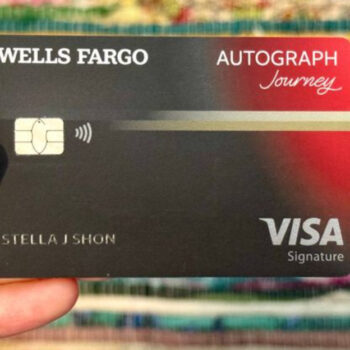 WELLS FARGO
AUTOGRAPH
Journey
STELLA J SHON
VISA
Signature